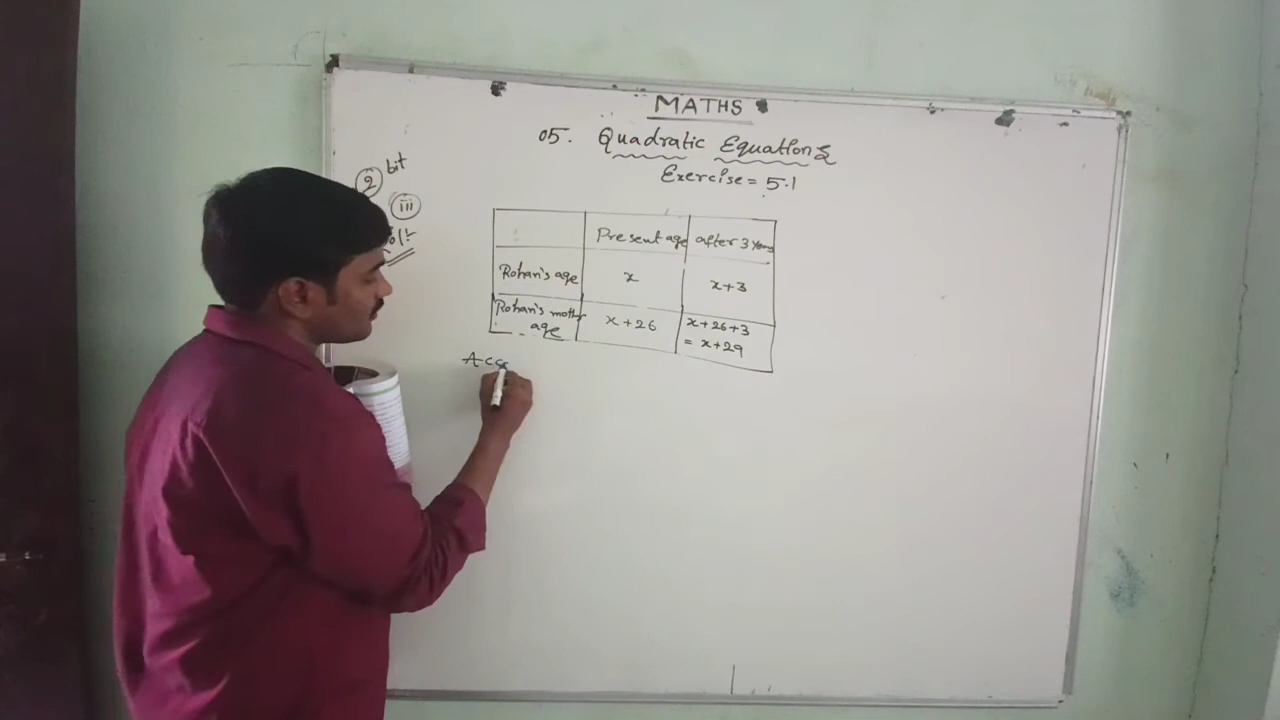 MATHS
05. Quadratic Equations
Exercise = 5.1
2 bit
iii
Present age after 3 years
Rohan's age x x+3
Rohan's mother age x+26 x+26+3 = x+29
Acc